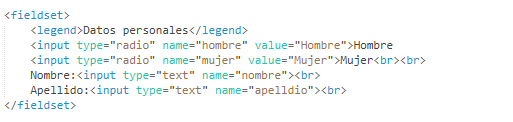 <fieldset>
<legend>Datos personales</legend>
<input type="radio" name="hombre" value="Hombre">Hombre
<input type="radio" name="mujer" value="Mujer">Mujer<br><br>
Nombre:<input type="text" name="nombre"><br>
Apellido:<input type="text" name="apelldio"><br>
</fieldset>